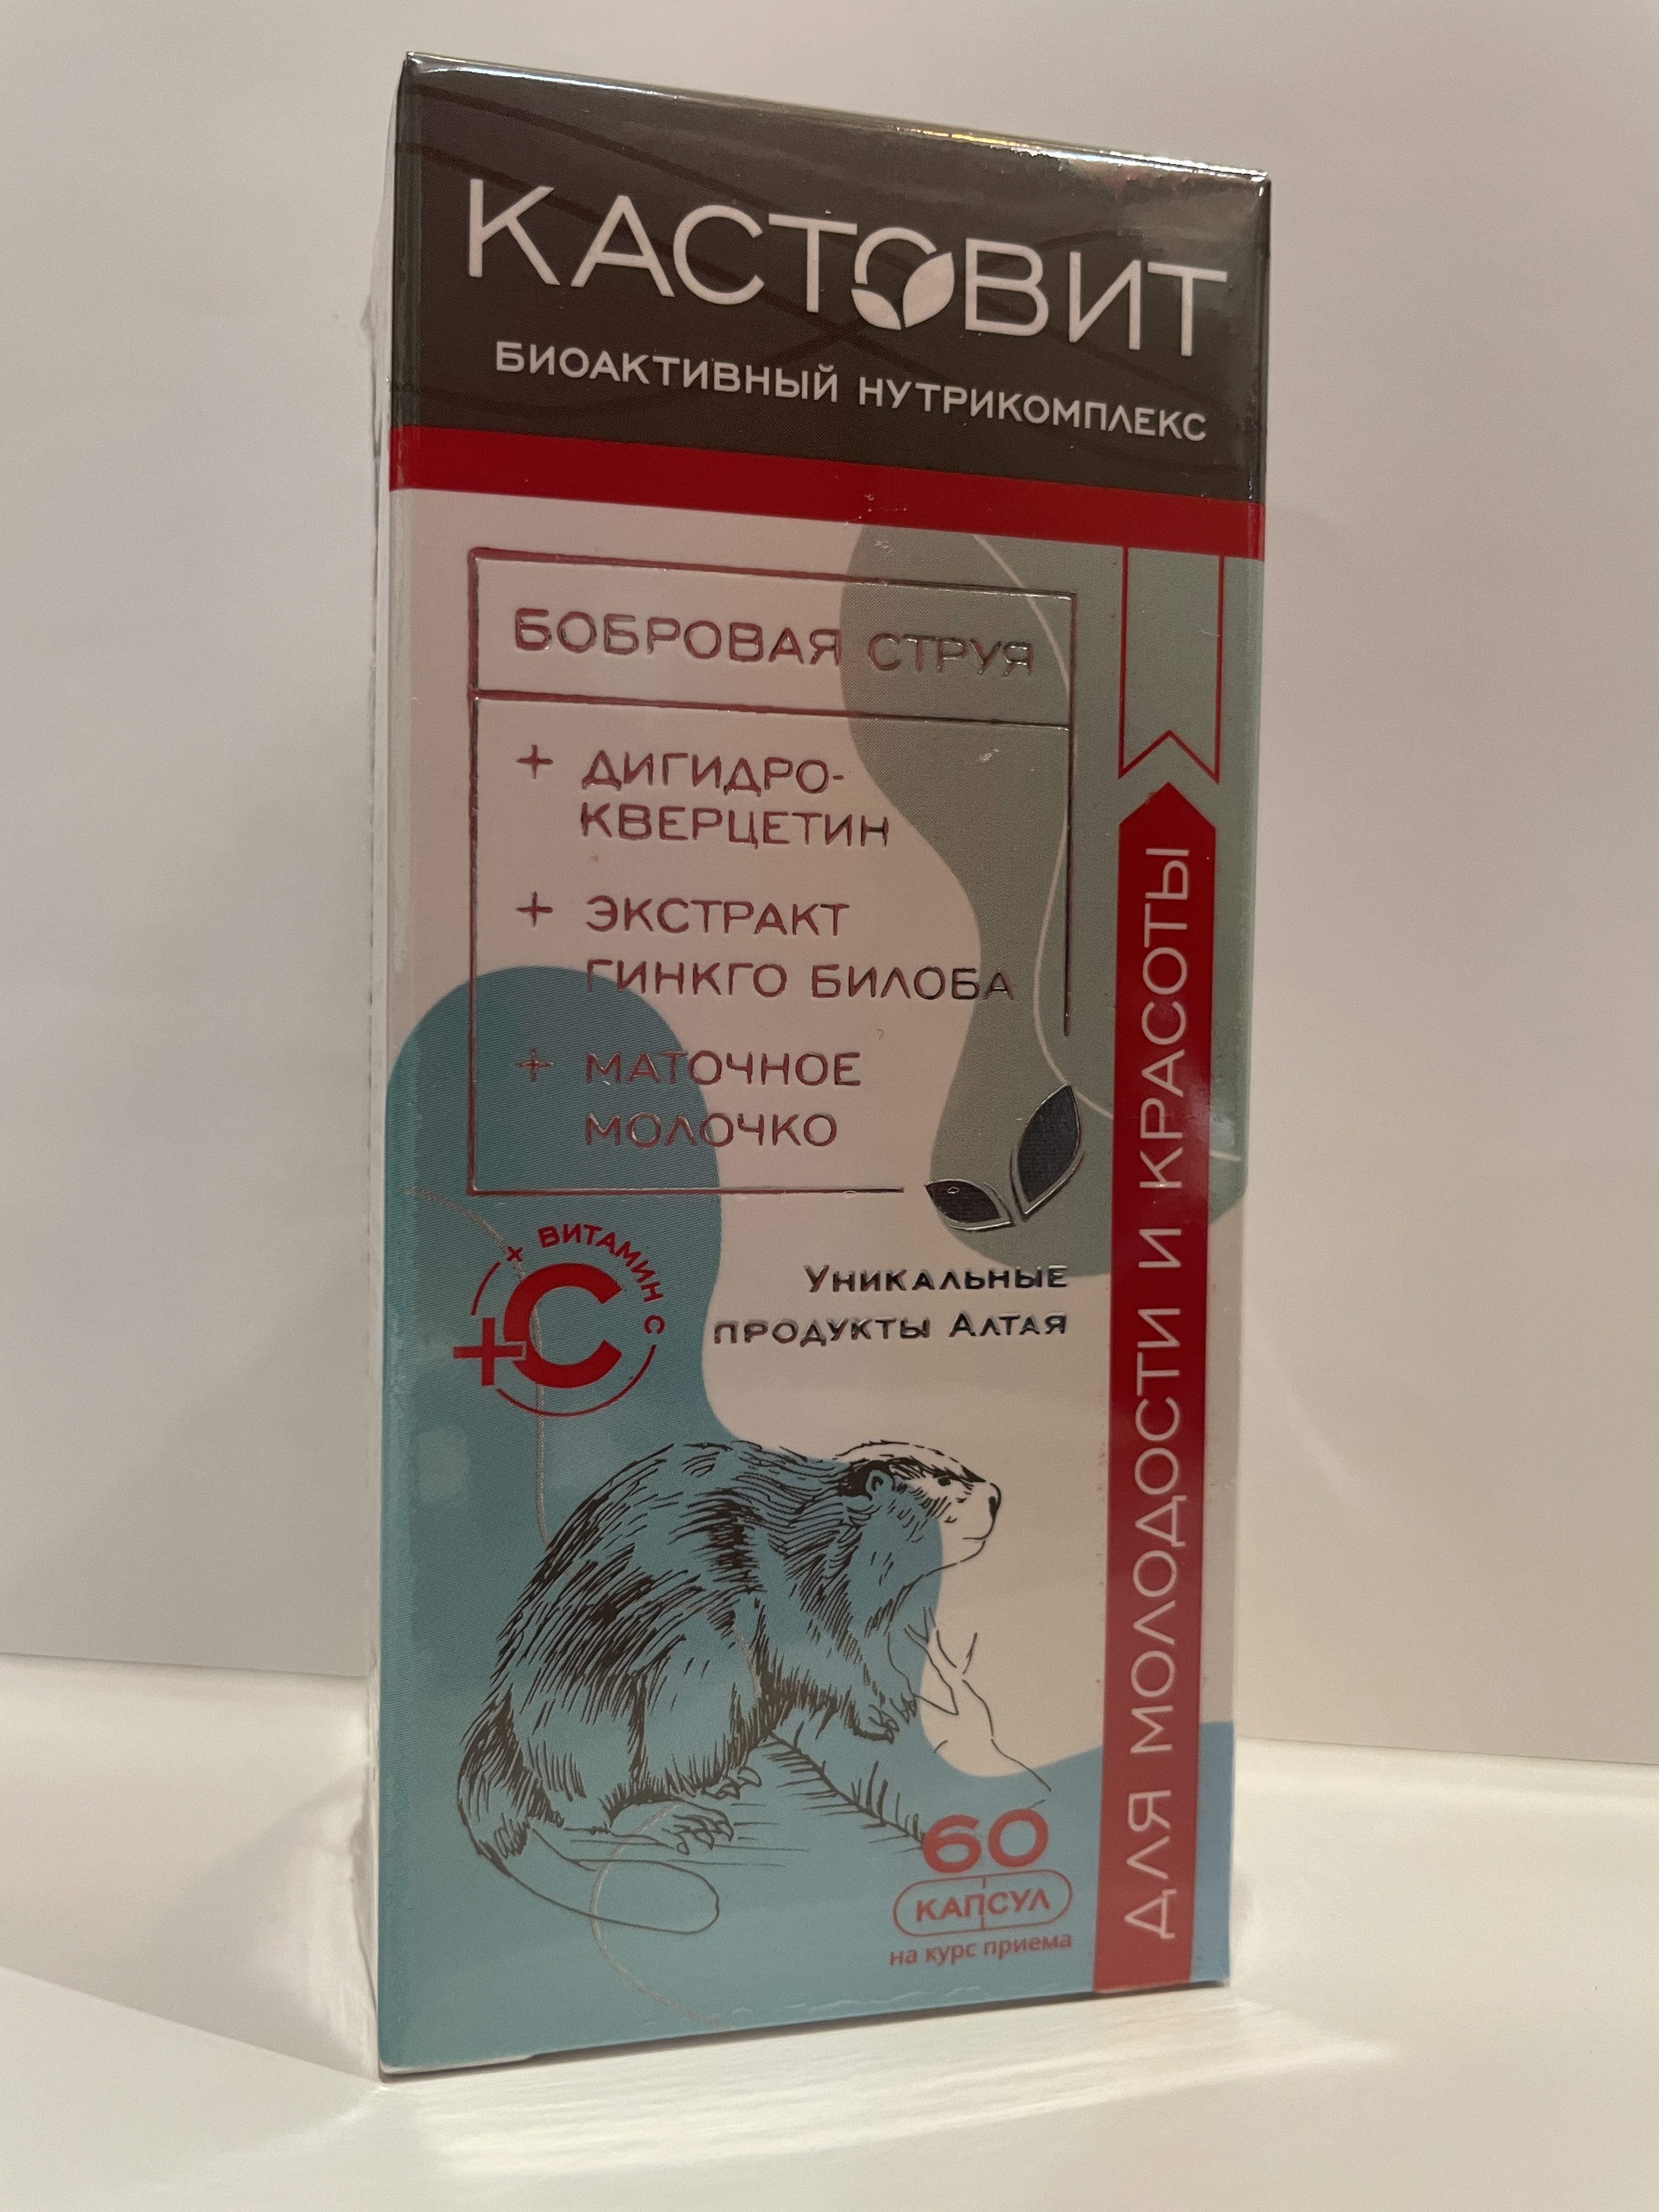 КАСТОВИТ
БИОАКТИВНЫЙ НУТРИКОМПЛЕКС
БОБРОВАЯ СТРУЯ
+ ДИГИДРО-
КВЕРЦЕТИН
+ ЭКСТРАКТ
ГИНКГО БИЛОБА
+ МАТОЧНОЕ
МОЛОЧКО
+ ВИТАМИН С
+С
Уникальные
продукты Алтая
ДЛЯ МОЛОДОСТИ И КРАСОТЫ
60
КАПСУЛ
на курс приема